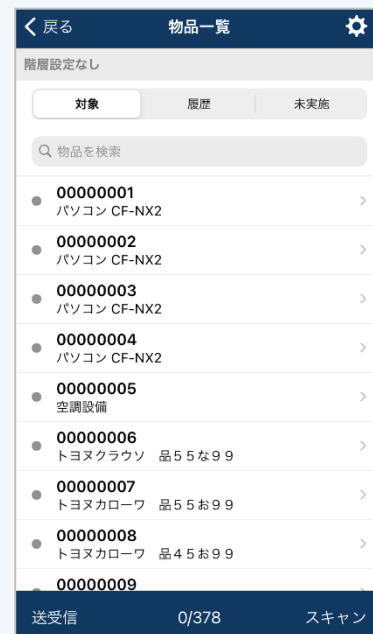 戻る 物品一覧
階層設定なし
対象 履歴 未実施
物品を検索
00000001
パソコン CF-NX2
00000002
パソコン CF-NX2
00000003
パソコン CF-NX2
00000004
パソコン CF-NX2
00000005
空調設備
00000006
トヨヌクラウソ　品５５な９９
00000007
トヨヌカローワ　品５５お９９
00000008
トヨヌカローワ　品４５お９９
00000009
送受信 0/378 スキャン